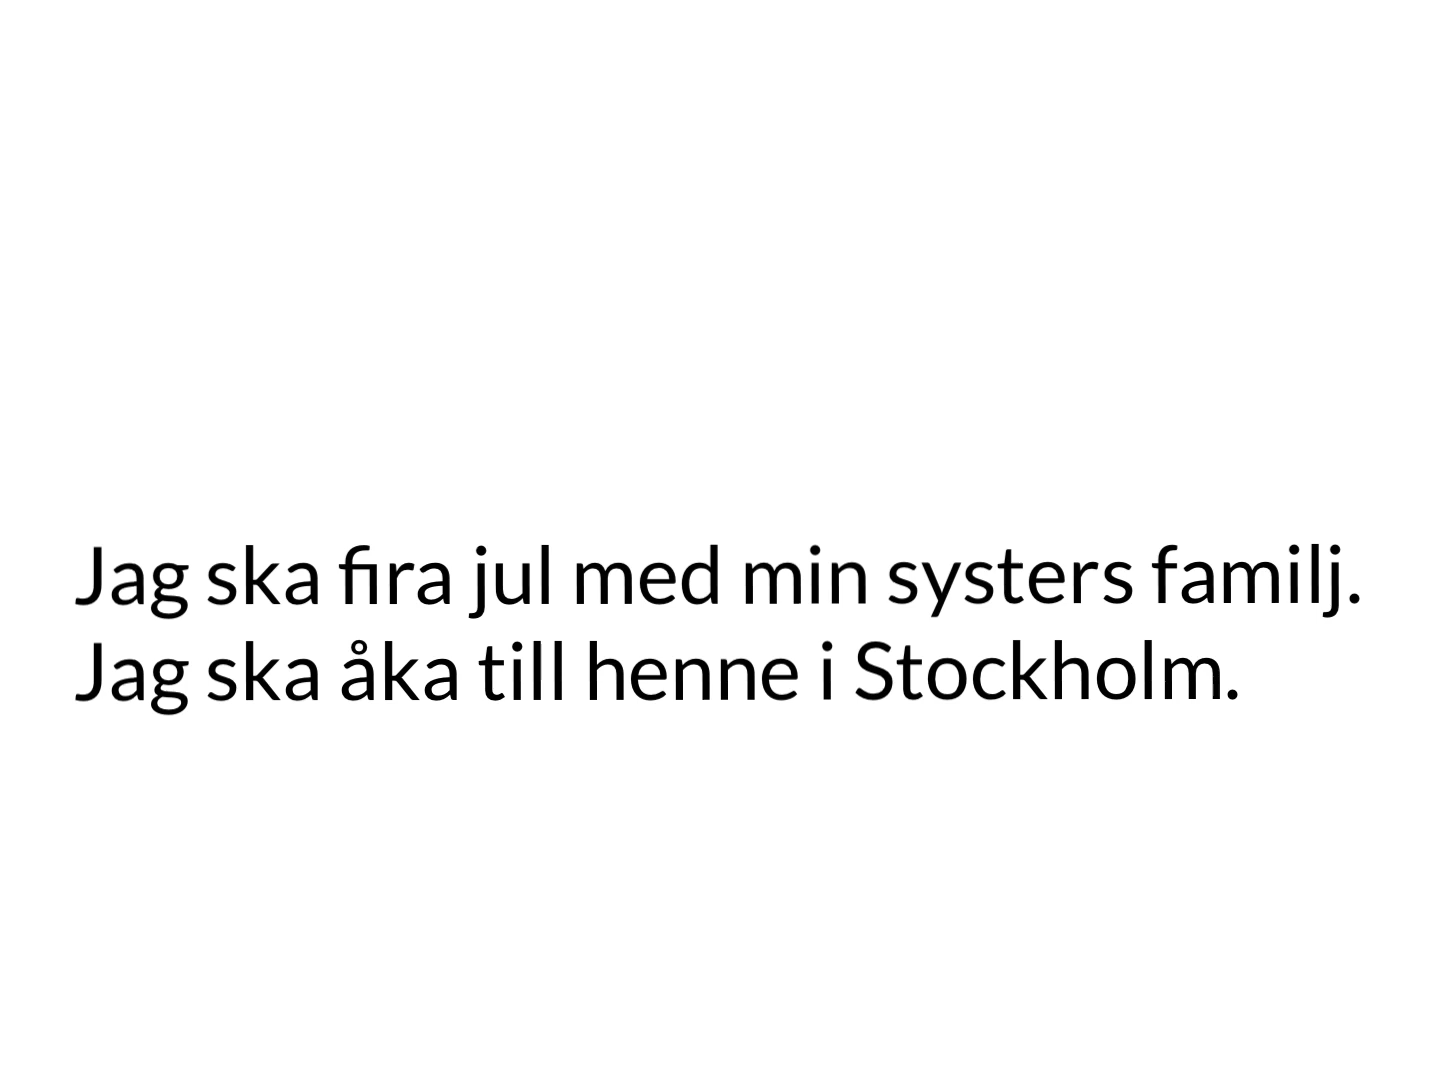 Jag ska fira jul med min systers familj.
Jag ska åka till henne i Stockholm.